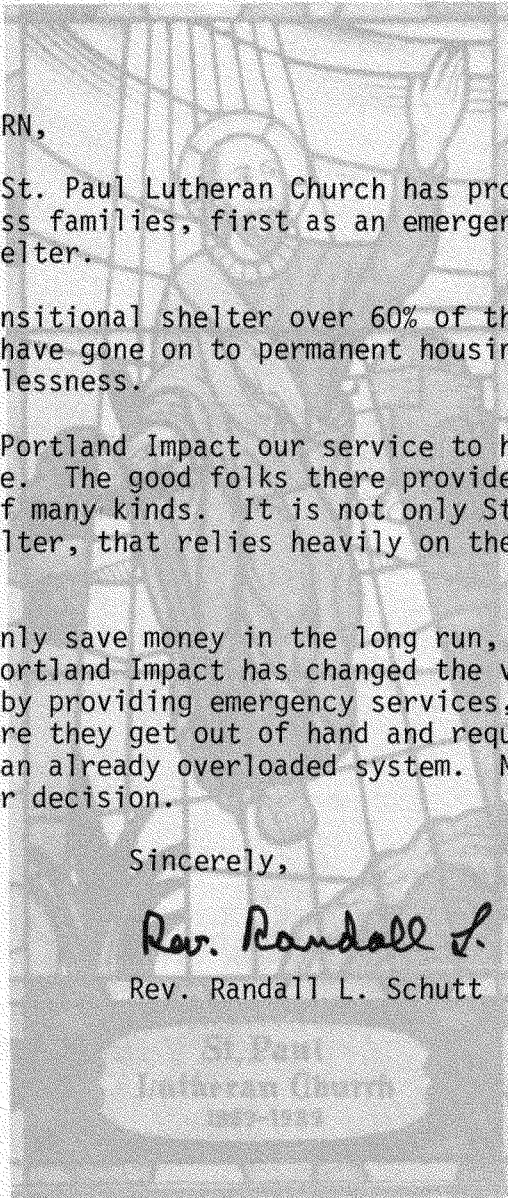 RN,
St. Paul Lutheran Church has pro
ss families, first as an emergen
elter.
nsitional shelter over 60% of th
have gone on to permanent housin
lessness.
Portland Impact our service to h
e. The good folks there provide
f many kinds. It is not only St
lter, that relies heavily on the
nly save money in the long run,
ortland Impact has changed the v
by providing emergency services,
re they get out of hand and requ
an already overloaded system. M
r decision.
Sincerely,
Rev. Randall L.
Rev. Randall L. Schutt
St. Paul
Lutheran Church